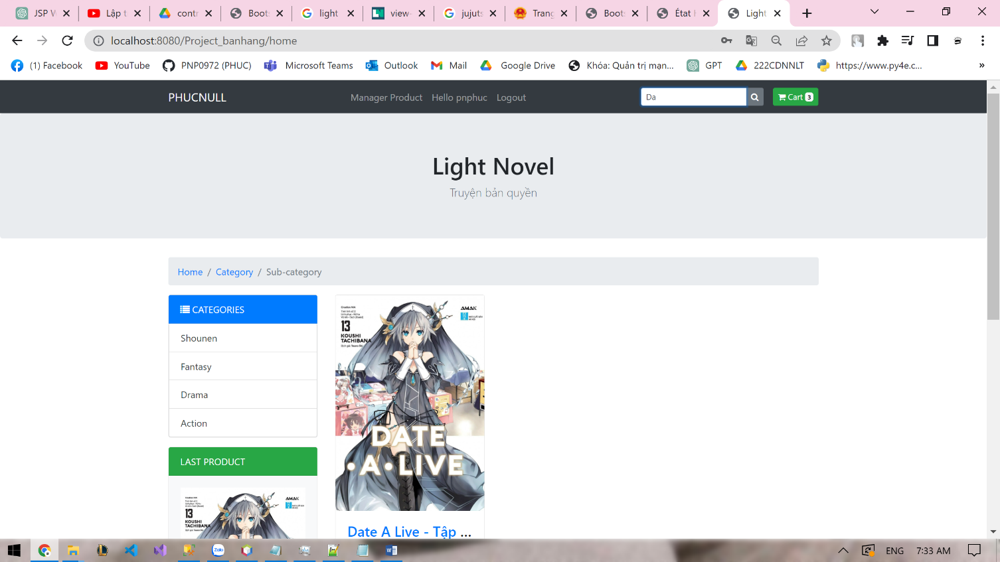 JSP W
Lập t
contr
Boots
light
view-
jujuts
Trang
Boots
État H
Light
localhost:8080/Project_banhang/home
(1) Facebook
YouTube
PNP0972 (PHUC)
Microsoft Teams
Outlook
Mail
Google Drive
Khóa: Quản trị mạn...
GPT
222CDNNLT
https://www.py4e.c...
»
PHUCNULL
Manager Product
Hello pnphuc
Logout
Da
Cart 3
Light Novel
Truyện bản quyền
Home / Category / Sub-category
CATEGORIES
Shounen
Fantasy
Drama
Action
LAST PRODUCT
13
KOUSHI
TACHIBANA
AMAK
DATE
·A·LIVE
Date A Live - Tập ...
13
KOUSHI
TACHIBANA
AMAK
Zalo
ENG
7:33 AM